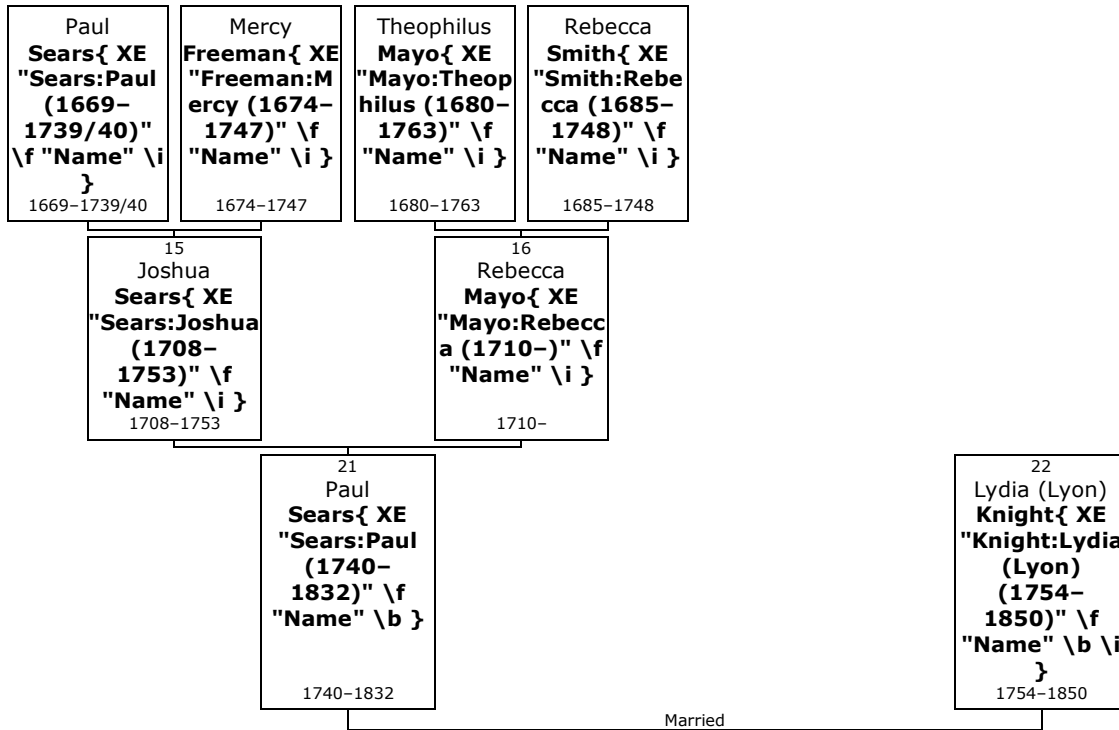 Paul
Sears{ XE
"Sears:Paul
(1669–
1739/40)"
\f "Name" \i
}
1669–1739/40
Mercy
Freeman{ XE
"Freeman:M
ercy (1674–
1747)" \f
"Name" \i }
1674–1747
Theophilus
Mayo{ XE
"Mayo:Theop
hilus (1680–
1763)" \f
"Name" \i }
1680–1763
Rebecca
Smith{ XE
"Smith:Rebe
cca (1685–
1748)" \f
"Name" \i }
1685–1748
15
Joshua
Sears{ XE
"Sears:Joshua
(1708–
1753)" \f
"Name" \i }
1708–1753
16
Rebecca
Mayo{ XE
"Mayo:Rebecc
a (1710–)" \f
"Name" \i }
1710–
21
Paul
Sears{ XE
"Sears:Paul
(1740–
1832)" \f
"Name" \b }
1740–1832
22
Lydia (Lyon)
Knight{ XE
"Knight:Lydia
(Lyon)
(1754–
1850)" \f
"Name" \b \i
}
1754–1850
Married